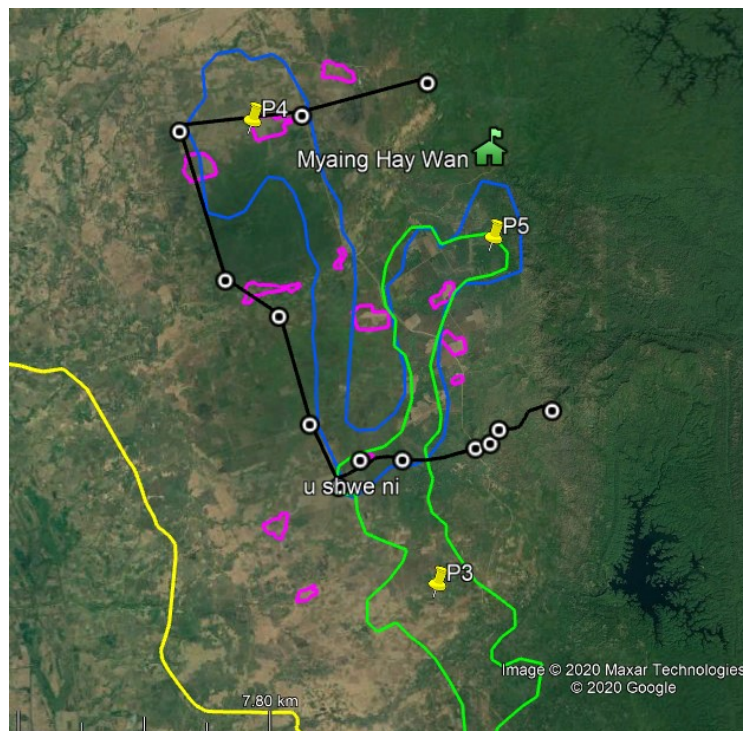 P4
Myaing Hay Wan
P5
u shwe ni
P3
Image © 2020 Maxar Technologies
© 2020 Google
7.80 km